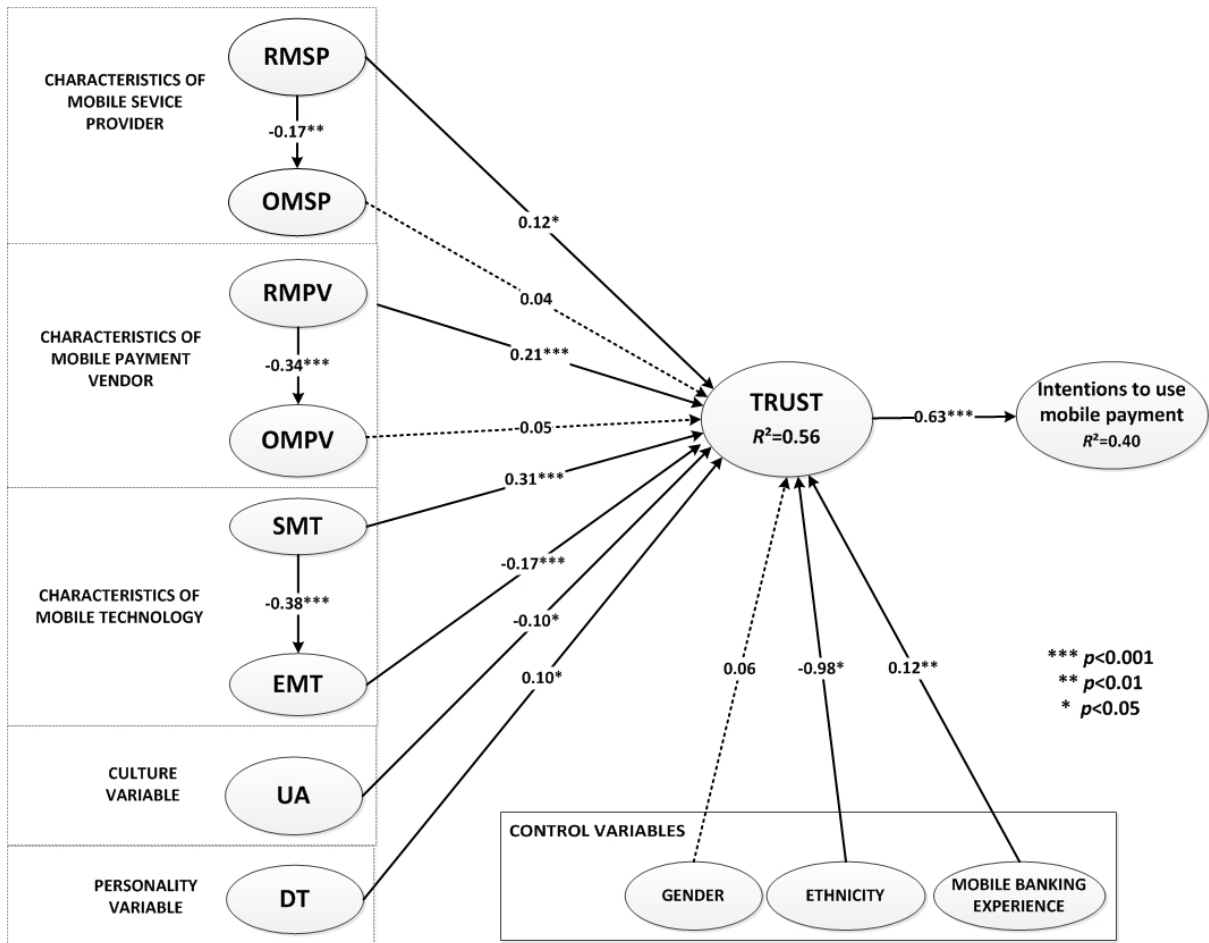 CHARACTERISTICS OF
MOBILE SEVICE
PROVIDER
RMSP
-0.17**
OMSP
CHARACTERISTICS OF
MOBILE PAYMENT
VENDOR
RMPV
-0.34***
OMPV
CHARACTERISTICS OF
MOBILE TECHNOLOGY
SMT
-0.38***
EMT
CULTURE
VARIABLE
UA
PERSONALITY
VARIABLE
DT
0.12*
0.04
0.21***
-0.05
0.31***
-0.17***
-0.10*
0.10*
TRUST
R²=0.56
0.63***
Intentions to use
mobile payment
R²=0.40
0.06
-0.98*
0.12**
*** p<0.001
** p<0.01
* p<0.05
CONTROL VARIABLES
GENDER
ETHNICITY
MOBILE BANKING
EXPERIENCE